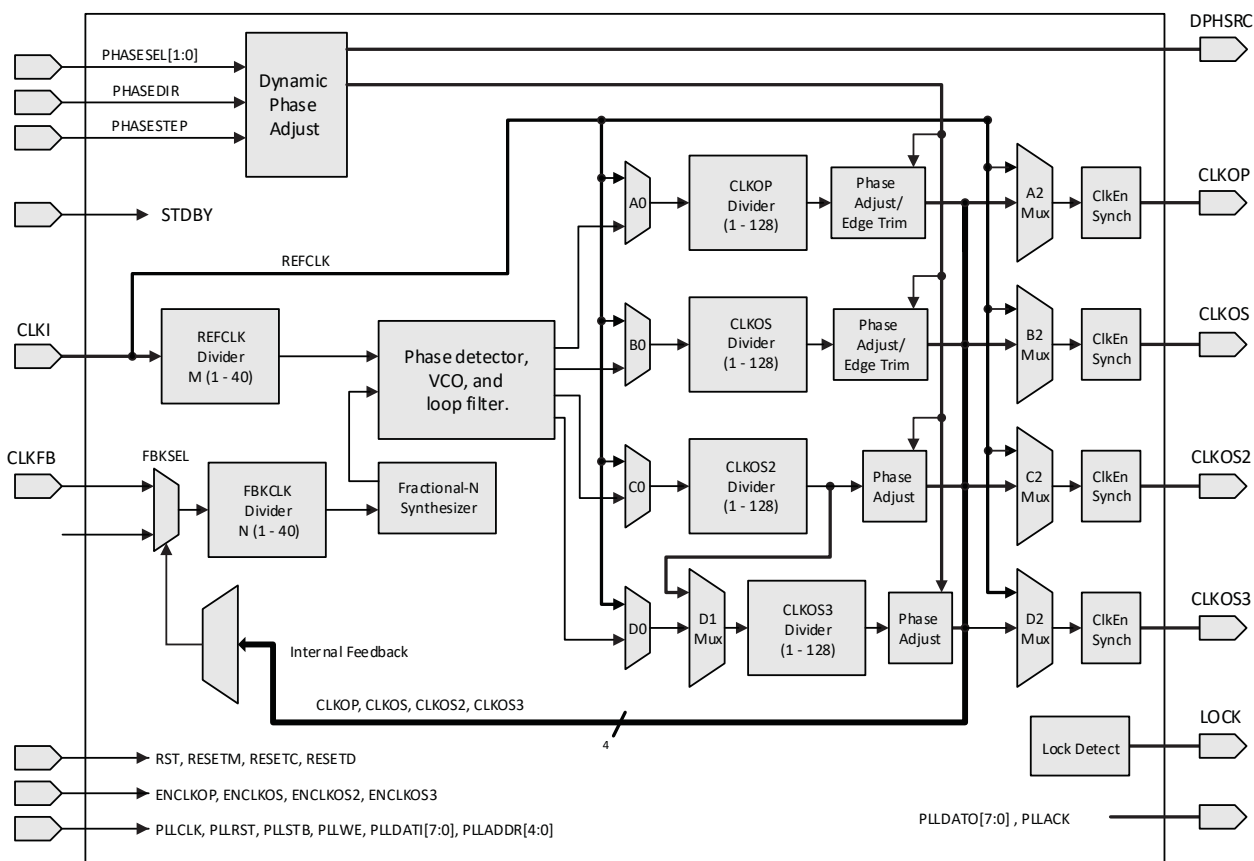 DPHSRC
PHASESEL[1:0]
PHASEDIR
PHASESTEP
Dynamic
Phase
Adjust
STDBY
REFCLK
CLKI
REFCLK
Divider
M (1 - 40)
Phase detector,
VCO, and
loop filter.
CLKFB
FBKSEL
FBKCLK
Divider
N (1 - 40)
Fractional-N
Synthesizer
A0
CLKOP
Divider
(1 - 128)
Phase
Adjust/
Edge Trim
A2
Mux
ClkEn
Synch
CLKOP
B0
CLKOS
Divider
(1 - 128)
Phase
Adjust/
Edge Trim
B2
Mux
ClkEn
Synch
CLKOS
C0
CLKOS2
Divider
(1 - 128)
Phase
Adjust
C2
Mux
ClkEn
Synch
CLKOS2
D0
D1
Mux
CLKOS3
Divider
(1 - 128)
Phase
Adjust
D2
Mux
ClkEn
Synch
CLKOS3
Internal Feedback
CLKOP, CLKOS, CLKOS2, CLKOS3
4
Lock Detect
LOCK
RST, RESETM, RESETC, RESETD
ENCLKOP, ENCLKOS, ENCLKOS2, ENCLKOS3
PLLCLK, PLLRST, PLLSTB, PLLWE, PLLDATI[7:0], PLLADDR[4:0]
PLLDATO[7:0] , PLLACK